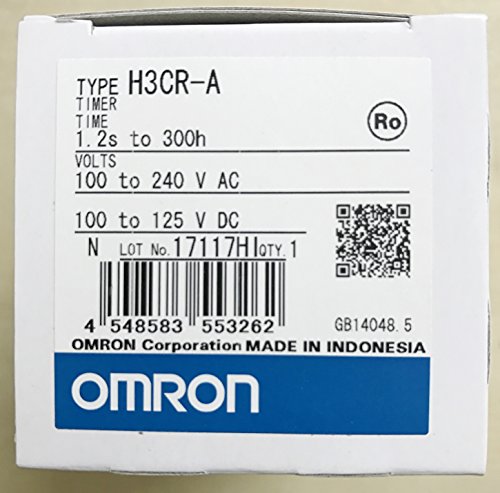 TYPE H3CR-A
TIMER
TIME
1.2s to 300h
Ro
VOLTS
100 to 240 V AC
100 to 125 V DC
N LOT No. 17117HI QTY. 1
4 548583 553262
GB14048.5
OMRON Corporation MADE IN INDONESIA
OMRON